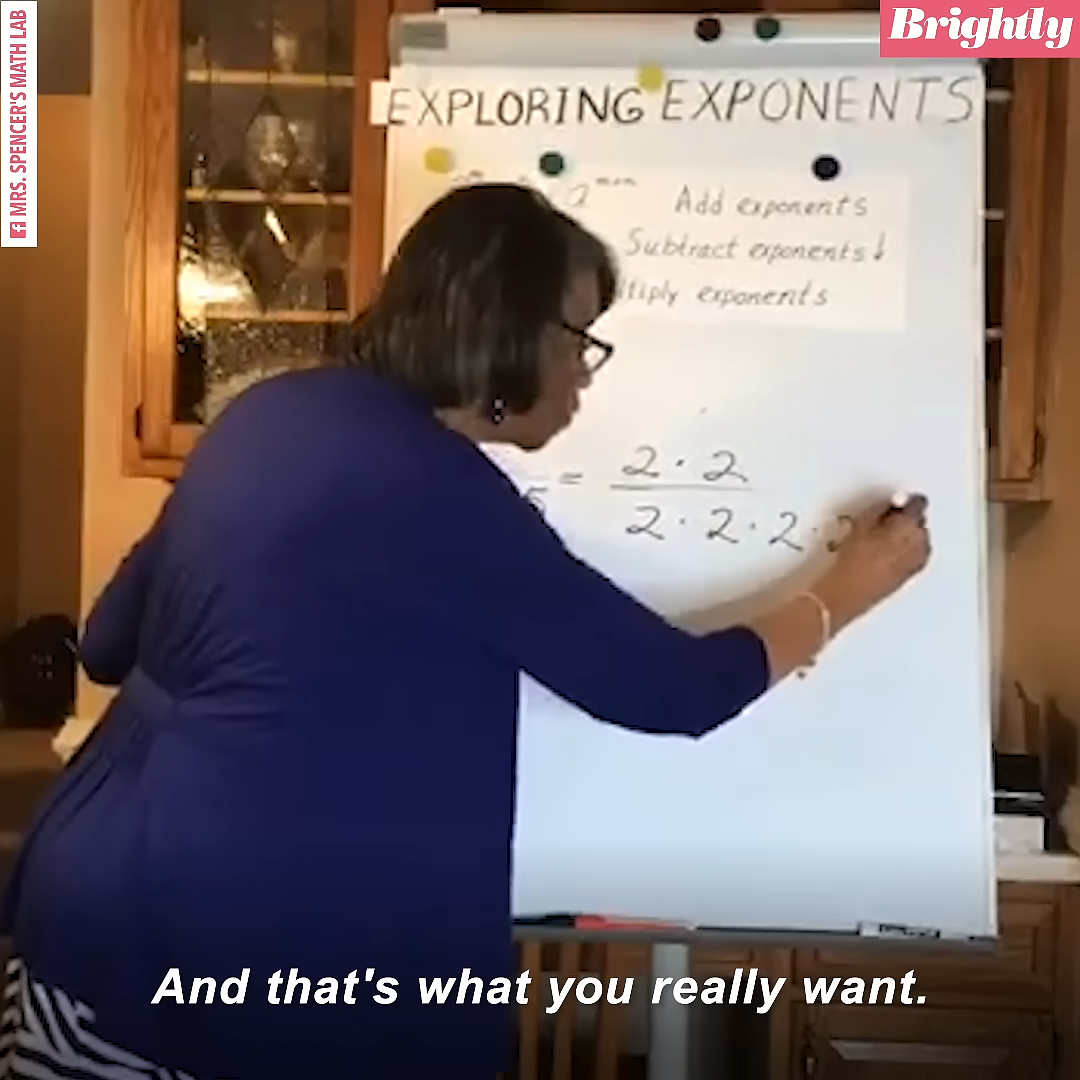 Brightly
MRS. SPENCER'S MATH LAB
EXPLORING EXPONENTS
Add exponents
Subtract exponents↓
exponents
= 2 · 2
2 · 2 · 2 · 2
And that's what you really want.